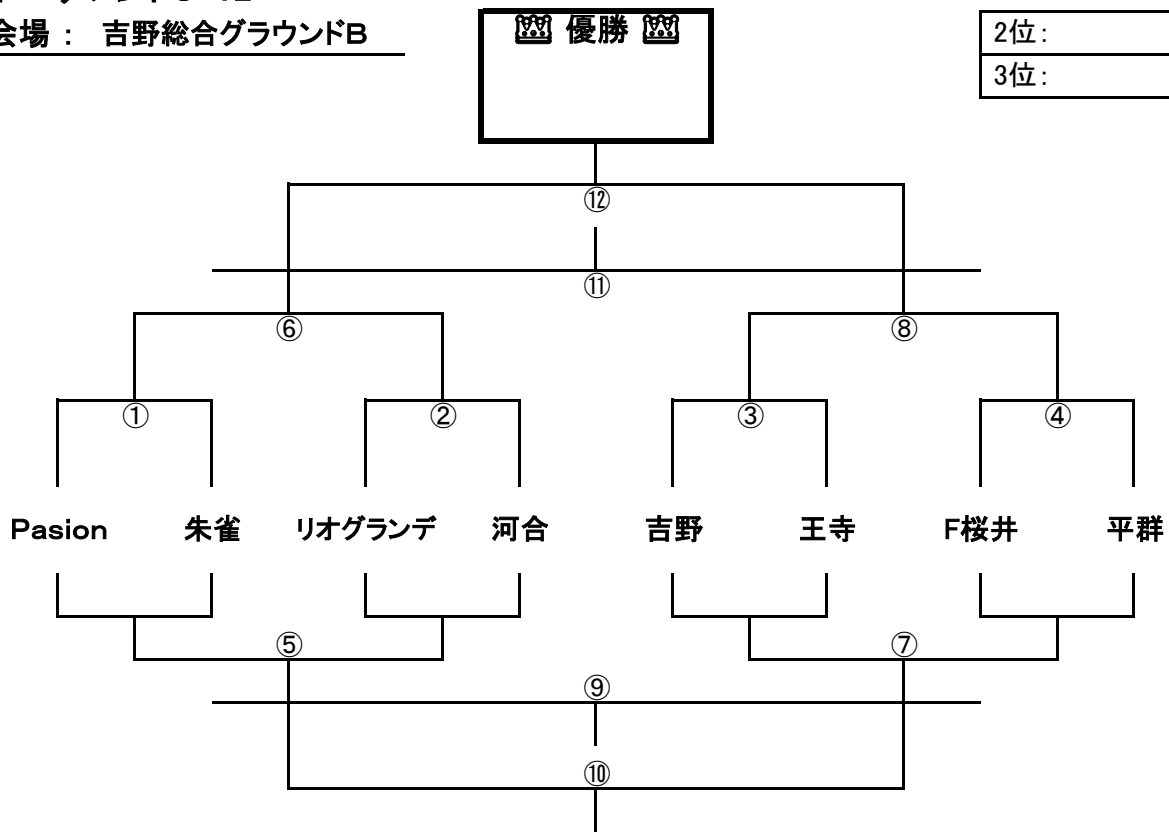 会場 : 吉野総合グラウンドB
優勝
2位:
3位:
⑫
⑪
⑥ ⑧
① ② ③ ④
Pasion 朱雀 リオグランデ 河合 吉野 王寺 F桜井 平群
⑤ ⑦
⑨
⑩